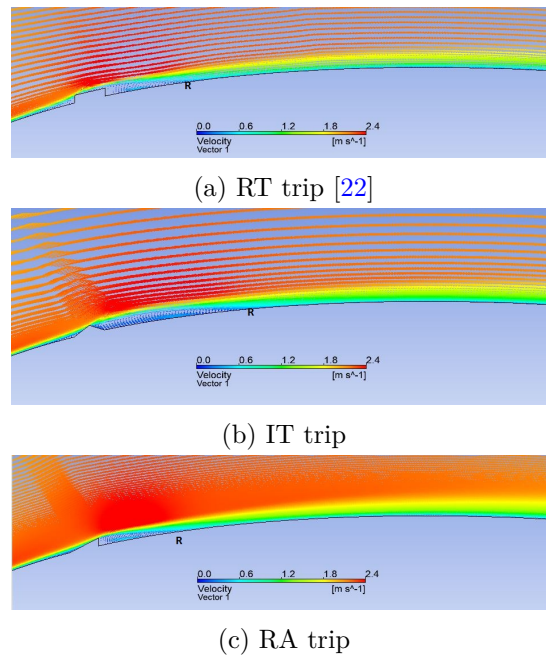 R
0.0 0.6 1.2 1.8 2.4
Velocity [m s^-1]
Vector 1
(a) RT trip [22]
R
0.0 0.6 1.2 1.8 2.4
Velocity [m s^-1]
Vector 1
(b) IT trip
R
0.0 0.6 1.2 1.8 2.4
Velocity [m s^-1]
Vector 1
(c) RA trip